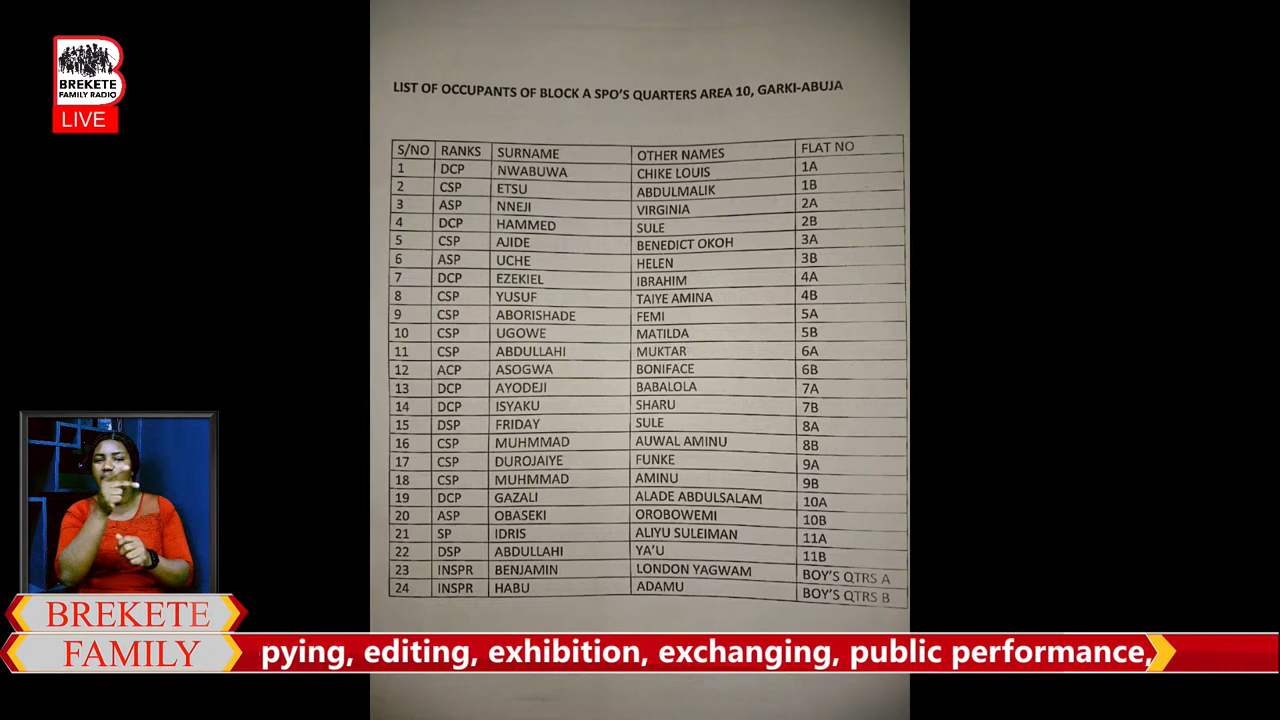 BREKETE
FAMILY RADIO
LIVE
LIST OF OCCUPANTS OF BLOCK A SPO'S QUARTERS AREA 10, GARKI-ABUJA
S/NO RANKS SURNAME OTHER NAMES FLAT NO
1 DCP NWABUWA CHIKE LOUIS 1A
2 CSP ETSU ABDULMALIK 1B
3 ASP NNEJI VIRGINIA 2A
4 DCP HAMMED SULE 2B
5 CSP AJIDE BENEDICT OKOH 3A
6 ASP UCHE HELEN 3B
7 DCP EZEKIEL IBRAHIM 4A
8 CSP YUSUF TAIYE AMINA 4B
9 CSP ABORISHADE FEMI 5A
10 CSP UGOWE MATILDA 5B
11 CSP ABDULLAHI MUKTAR 6A
12 ACP ASOGWA BONIFACE 6B
13 DCP AYODEJI BABALOLA 7A
14 DCP ISYAKU SHARU 7B
15 DSP FRIDAY SULE 8A
16 CSP MUHMMAD AUWAL AMINU 8B
17 CSP DUROJAIYE FUNKE 9A
18 CSP MUHMMAD AMINU 9B
19 DCP GAZALI ALADE ABDULSALAM 10A
20 ASP OBASEKI OROBOWEMI 10B
21 SP IDRIS ALIYU SULEIMAN 11A
22 DSP ABDULLAHI YA'U 11B
23 INSPR BENJAMIN LONDON YAGWAM BOY'S QTRS A
24 INSPR HABU ADAMU BOY'S QTRS B
BREKETE
FAMILY
pying, editing, exhibition, exchanging, public performance,